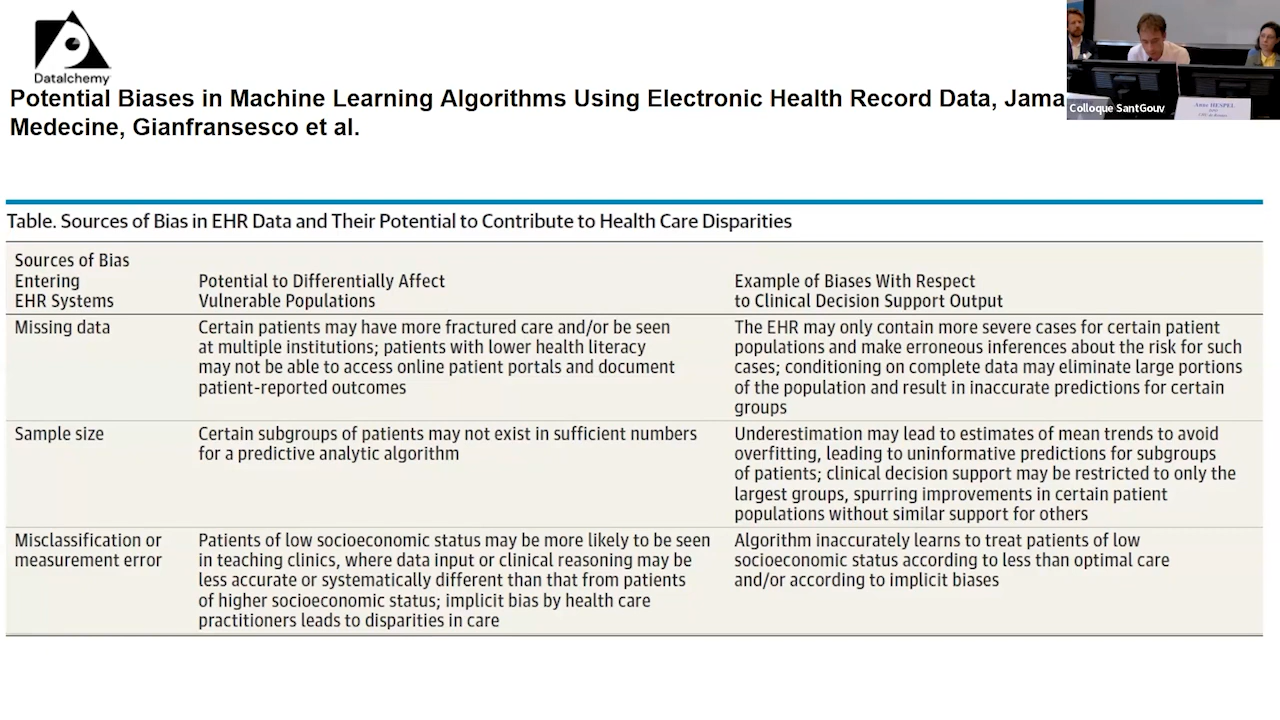 Datalchemy
Potential Biases in Machine Learning Algorithms Using Electronic Health Record Data, Jama
Medecine, Gianfransesco et al.
Colloque SantGouv
Anne HESPEL
Table. Sources of Bias in EHR Data and Their Potential to Contribute to Health Care Disparities
Sources of Bias
Entering
EHR Systems
Potential to Differentially Affect
Vulnerable Populations
Example of Biases With Respect
to Clinical Decision Support Output
Missing data
Certain patients may have more fractured care and/or be seen
at multiple institutions; patients with lower health literacy
may not be able to access online patient portals and document
patient-reported outcomes
The EHR may only contain more severe cases for certain patient
populations and make erroneous inferences about the risk for such
cases; conditioning on complete data may eliminate large portions
of the population and result in inaccurate predictions for certain
groups
Sample size
Certain subgroups of patients may not exist in sufficient numbers
for a predictive analytic algorithm
Underestimation may lead to estimates of mean trends to avoid
overfitting, leading to uninformative predictions for subgroups
of patients; clinical decision support may be restricted to only the
largest groups, spurring improvements in certain patient
populations without similar support for others
Misclassification or
measurement error
Patients of low socioeconomic status may be more likely to be seen
in teaching clinics, where data input or clinical reasoning may be
less accurate or systematically different than that from patients
of higher socioeconomic status; implicit bias by health care
practitioners leads to disparities in care
Algorithm inaccurately learns to treat patients of low
socioeconomic status according to less than optimal care
and/or according to implicit biases